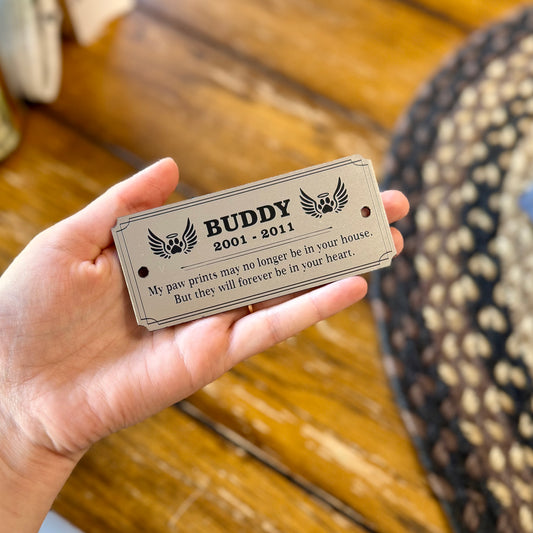 BUDDY
2001 - 2011
My paw prints may no longer be in your house.
But they will forever be in your heart.